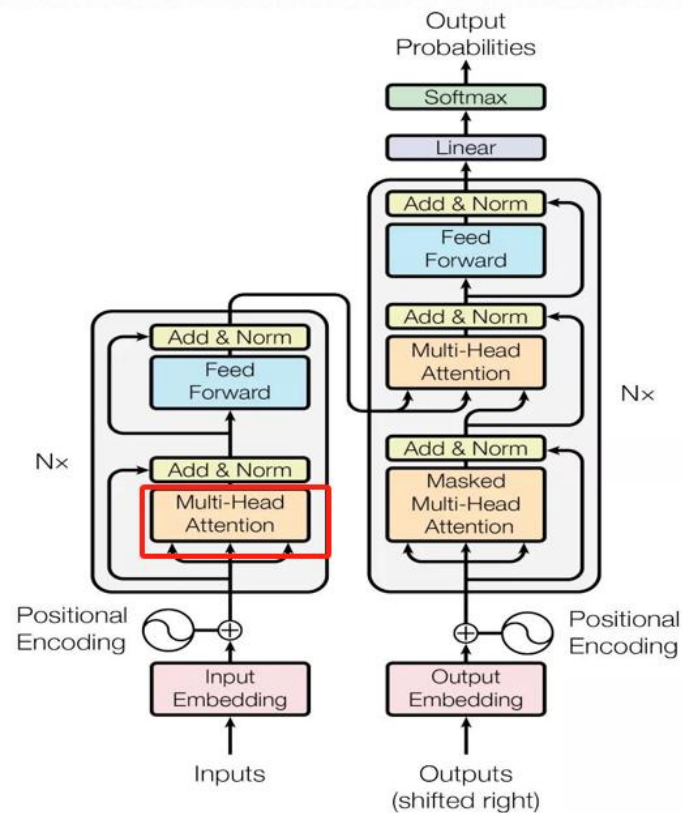 Output
Probabilities
Softmax
Linear
Add & Norm
Feed
Forward
Add & Norm
Multi-Head
Attention
Nx
Add & Norm
Masked
Multi-Head
Attention
Add & Norm
Feed
Forward
Nx
Add & Norm
Multi-Head
Attention
Positional
Encoding
Positional
Encoding
Input
Embedding
Output
Embedding
Inputs
Outputs
(shifted right)